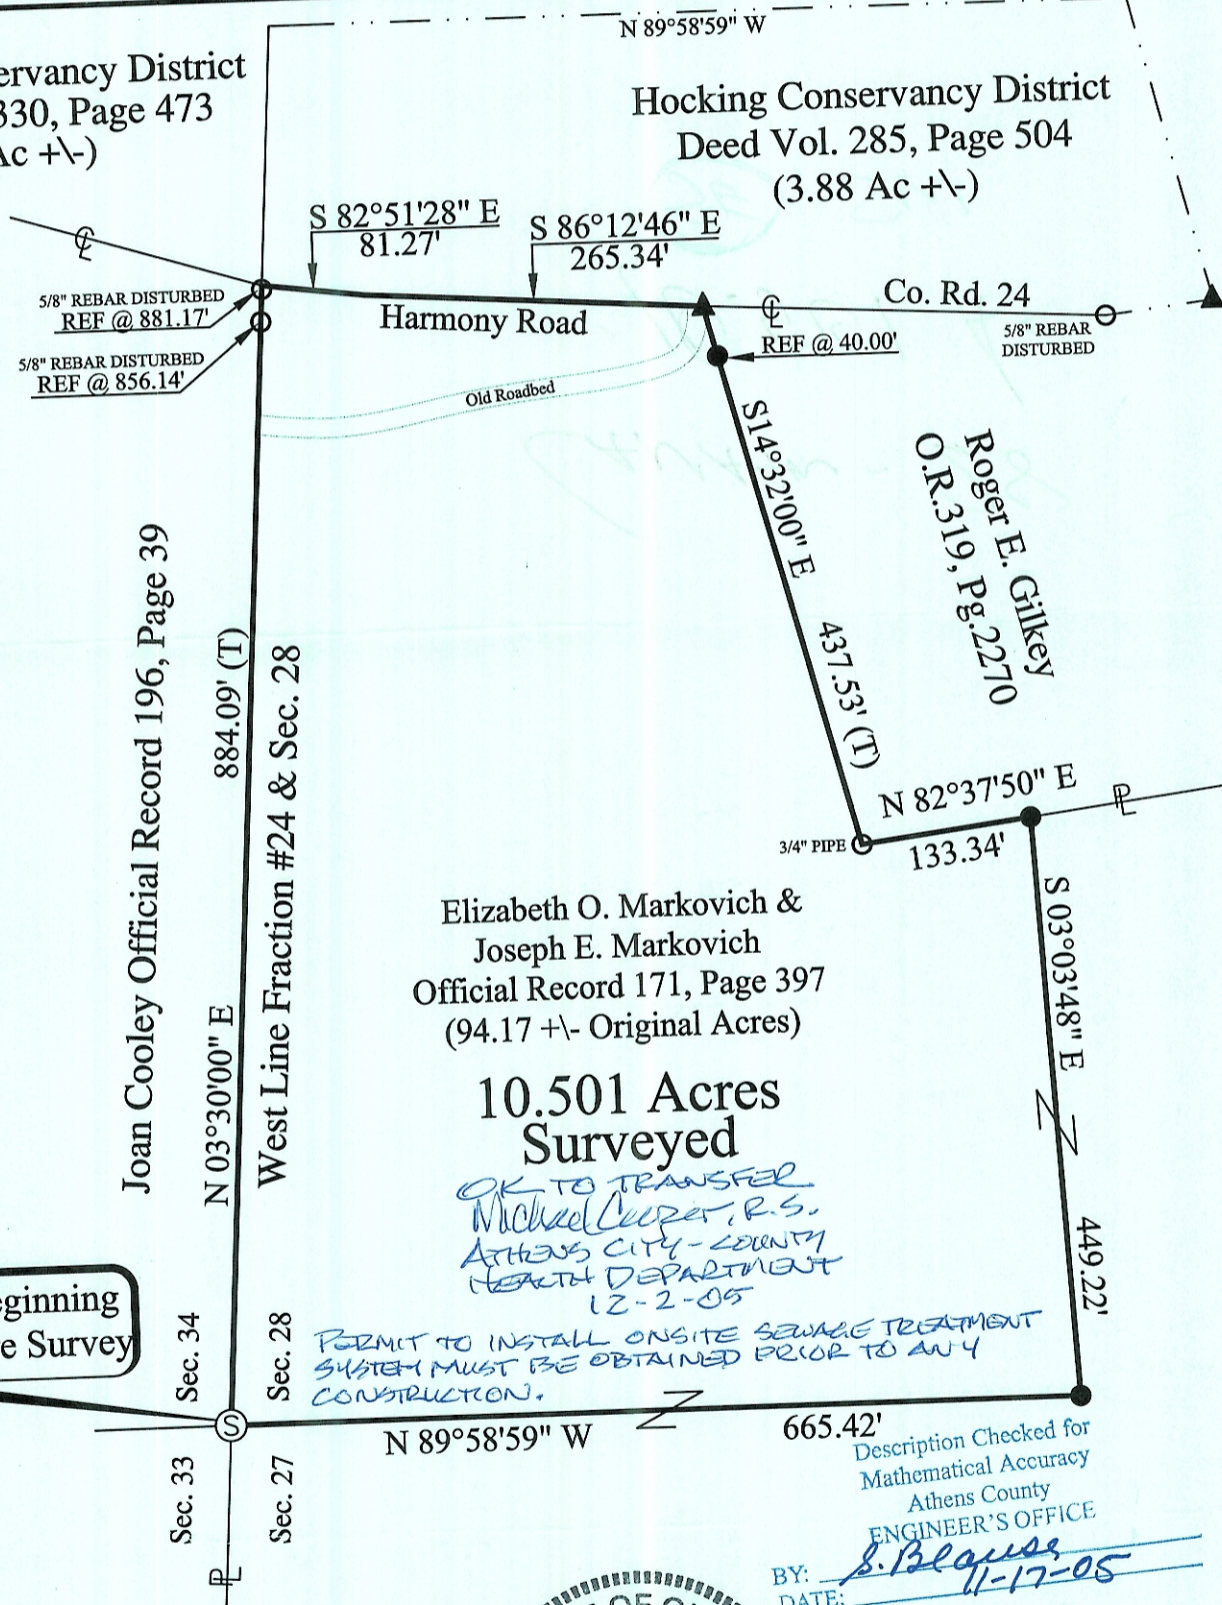 N 89°58'59" W
ervancy District
330, Page 473
Ac +\-)
Hocking Conservancy District
Deed Vol. 285, Page 504
(3.88 Ac +\-)
S 82°51'28" E
81.27'
S 86°12'46" E
265.34'
5/8" REBAR DISTURBED
REF @ 881.17'
5/8" REBAR DISTURBED
REF @ 856.14'
Harmony Road
Co. Rd. 24
REF @ 40.00'
5/8" REBAR
DISTURBED
Old Roadbed
S14°32'00" E
437.53' (T)
Roger E. Gilkey
O.R.319, Pg.2270
Joan Cooley Official Record 196, Page 39
N 03°30'00" E
884.09' (T)
West Line Fraction #24 & Sec. 28
N 82°37'50" E
133.34'
3/4" PIPE
S 03°03'48" E
449.22'
Elizabeth O. Markovich &
Joseph E. Markovich
Official Record 171, Page 397
(94.17 +\- Original Acres)
10.501 Acres
Surveyed
OK TO TRANSFER
Michael Cooper, R.S.
ATHENS CITY-COUNTY
HEALTH DEPARTMENT
12-2-05
PERMIT TO INSTALL ONSITE SEWAGE TREATMENT
SYSTEM MUST BE OBTAINED PRIOR TO ANY
CONSTRUCTION.
eginning
e Survey
Sec. 34
Sec. 28
S
N 89°58'59" W
665.42'
Sec. 33
Sec. 27
Description Checked for
Mathematical Accuracy
Athens County
ENGINEER'S OFFICE
BY: S. Blause
DATE: 11-17-05
OF